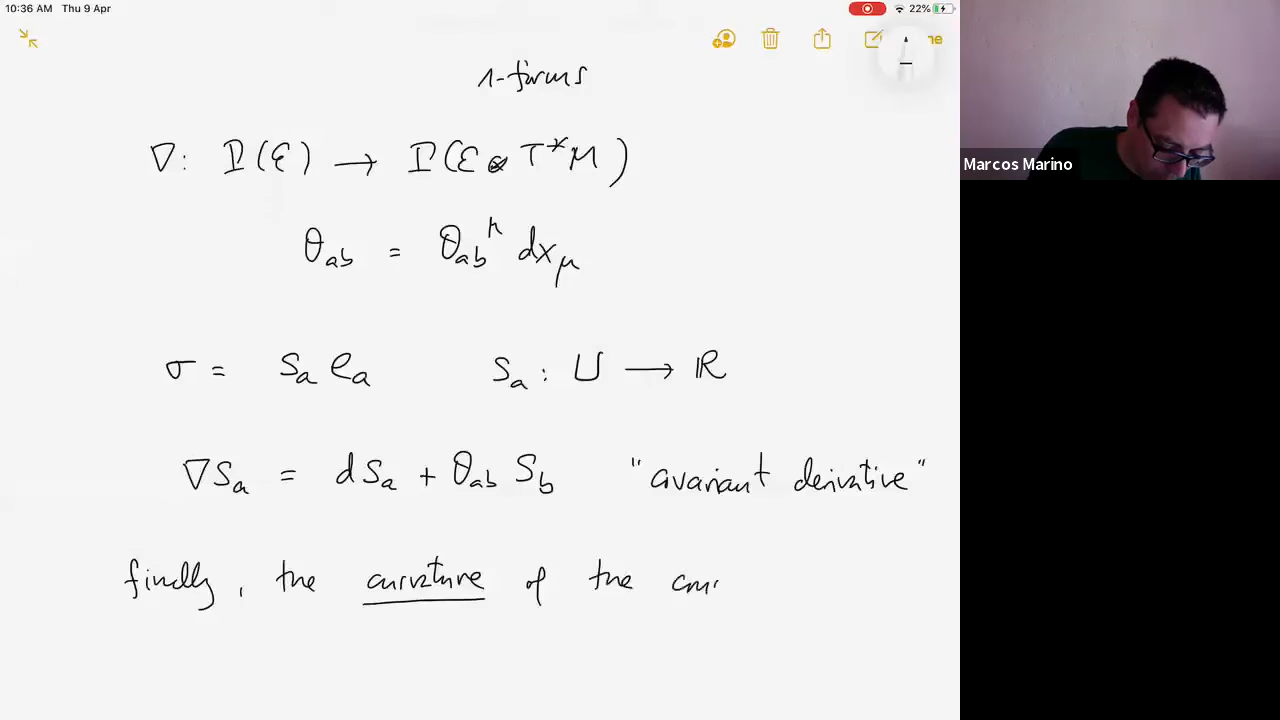 10:36 AM Thu 9 Apr 22%
1-forms
∇: Γ(E) → Γ(E ⊗ T*M)
θab = θab^μ dxμ
σ = Sa ea Sa : U → ℝ
∇Sa = dSa + θab Sb "covariant derivative"
finally, the curvature of the con
Marcos Marino